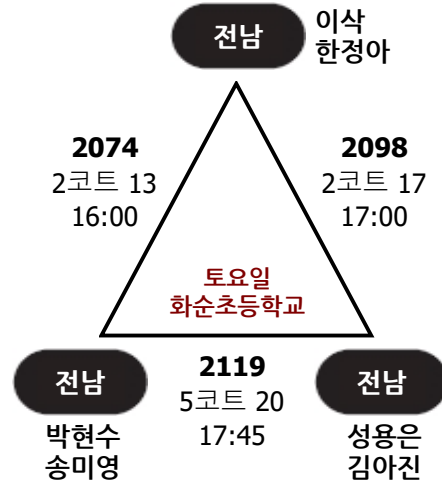 전남
이삭
한정아
2074
2코트 13
16:00
2098
2코트 17
17:00
토요일
화순초등학교
전남
박현수
송미영
2119
5코트 20
17:45
전남
성용은
김아진